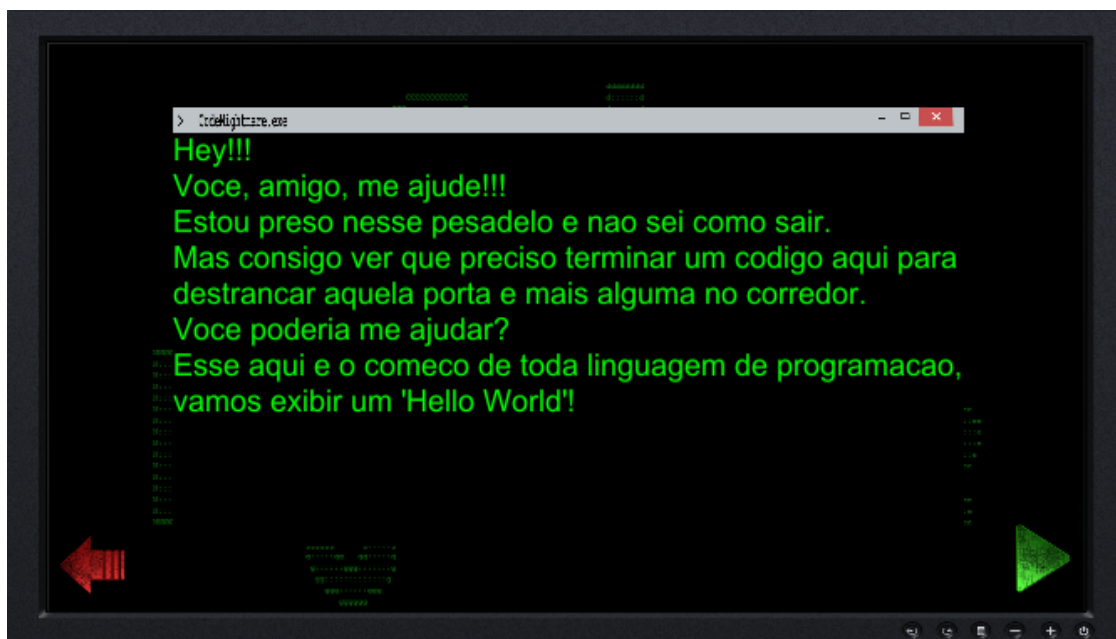 > CodeNightmare.exe
Hey!!!
Voce, amigo, me ajude!!!
Estou preso nesse pesadelo e nao sei como sair.
Mas consigo ver que preciso terminar um codigo aqui para
destrancar aquela porta e mais alguma no corredor.
Voce poderia me ajudar?
Esse aqui e o comeco de toda linguagem de programacao,
vamos exibir um 'Hello World'!